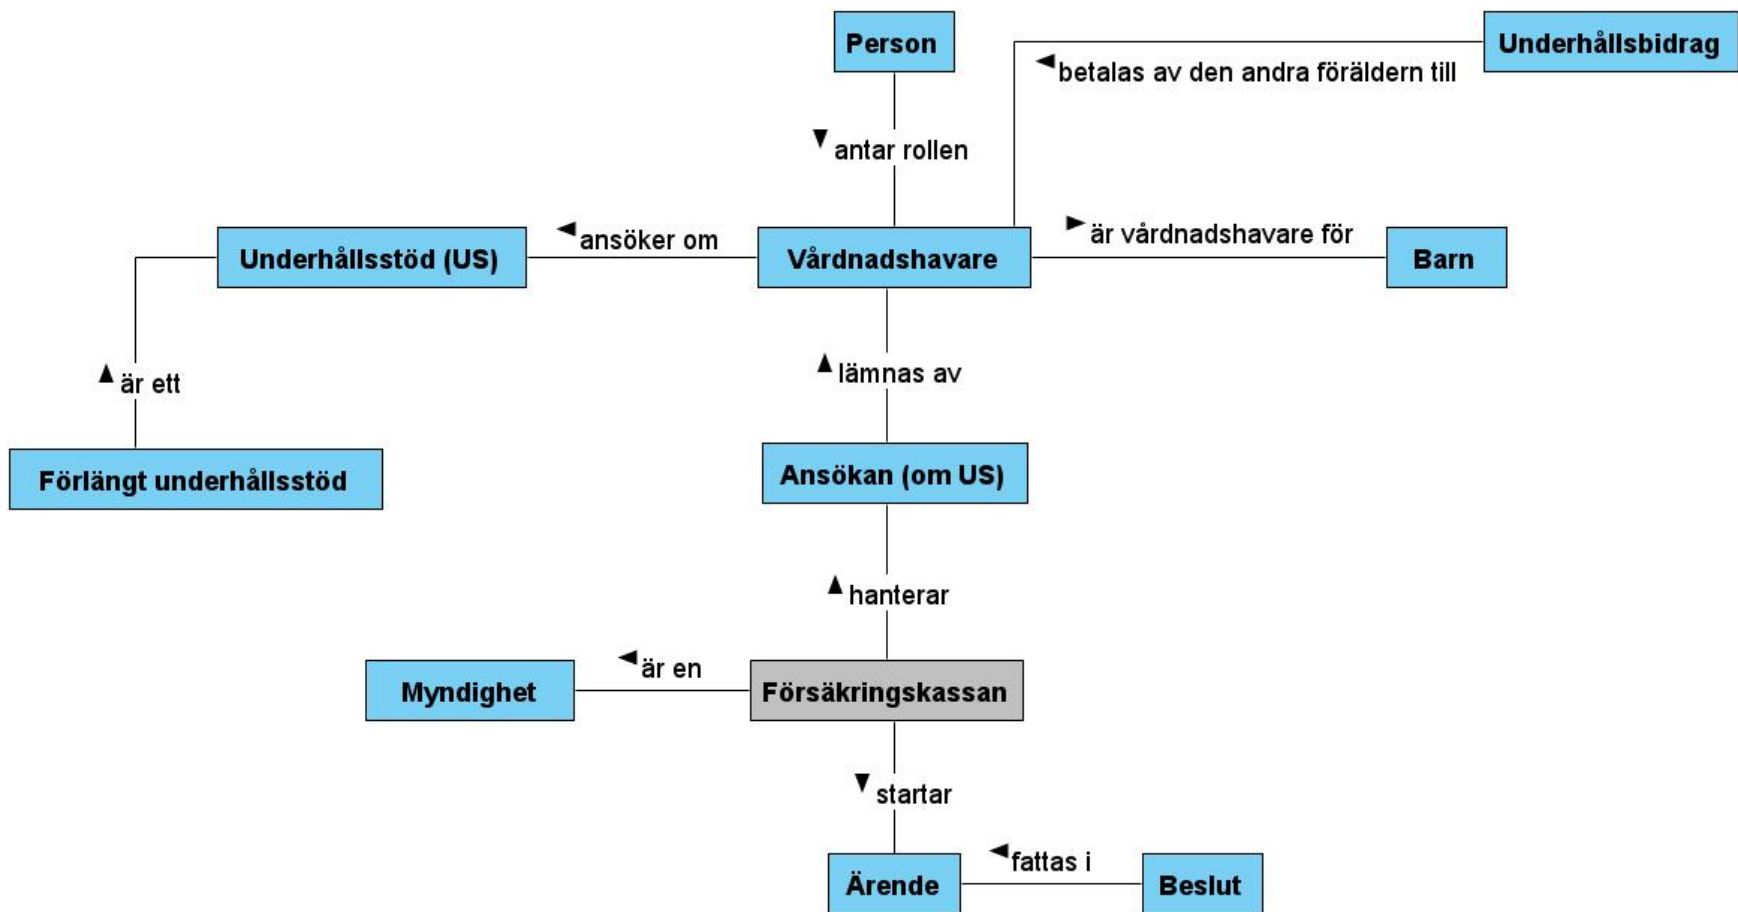 Person
Underhållsbidrag
betalas av den andra föräldern till
antar rollen
Underhållsstöd (US)
ansöker om
Vårdnadshavare
är vårdnadshavare för
Barn
är ett
lämnas av
Förlängt underhållsstöd
Ansökan (om US)
hanterar
Myndighet
är en
Försäkringskassan
startar
Ärende
fattas i
Beslut